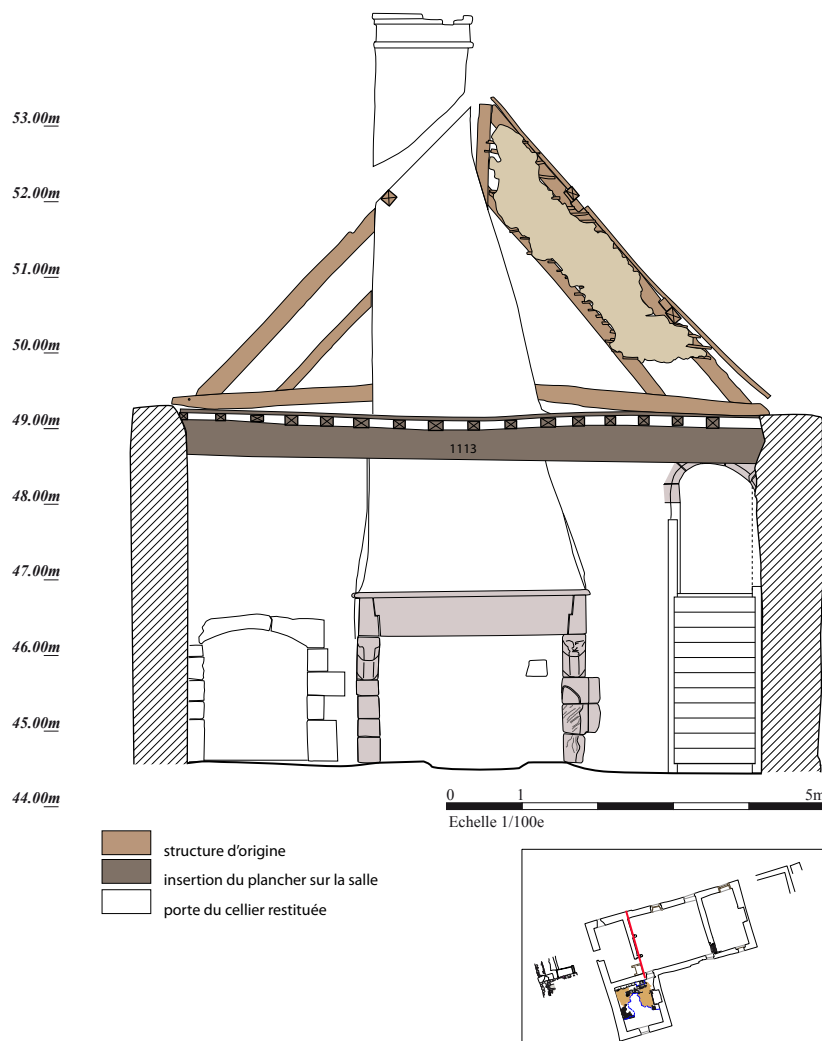 53.00m
52.00m
51.00m
50.00m
49.00m
1113
48.00m
47.00m
46.00m
45.00m
44.00m
0 1 5m
Echelle 1/100e
structure d'origine
insertion du plancher sur la salle
porte du cellier restituée